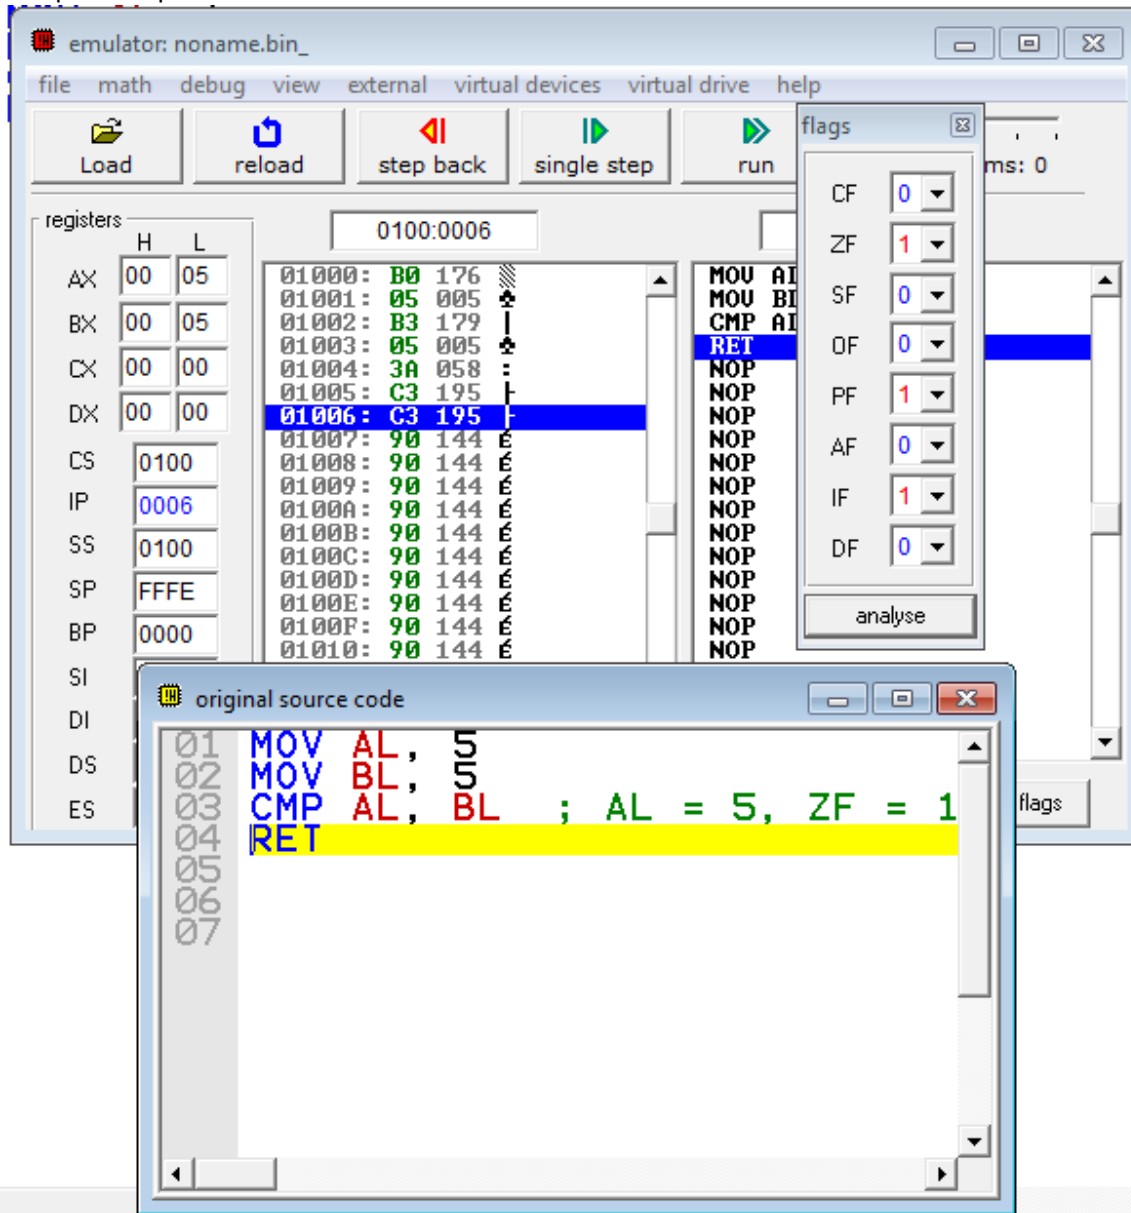 emulator: noname.bin_
file math debug view external virtual devices virtual drive help
Load reload step back single step run ms: 0
flags
CF 0
ZF 1
SF 0
OF 0
PF 1
AF 0
IF 1
DF 0
analyse
registers
H L
AX 00 05
BX 00 05
CX 00 00
DX 00 00
CS 0100
IP 0006
SS 0100
SP FFFE
BP 0000
SI
DI
DS
ES
0100:0006
01000: B0 176 ▒
01001: 05 005 ♣
01002: B3 179 │
01003: 05 005 ♣
01004: 3A 058 :
01005: C3 195 ├
01006: C3 195 ├
01007: 90 144 É
01008: 90 144 É
01009: 90 144 É
0100A: 90 144 É
0100B: 90 144 É
0100C: 90 144 É
0100D: 90 144 É
0100E: 90 144 É
0100F: 90 144 É
01010: 90 144 É
MOV
MOV
CMP
RET
NOP
NOP
NOP
NOP
NOP
NOP
NOP
NOP
NOP
NOP
NOP
NOP
NOP
flags
original source code
01 MOV AL, 5
02 MOV BL, 5
03 CMP AL, BL ; AL = 5, ZF = 1
04 RET
05
06
07